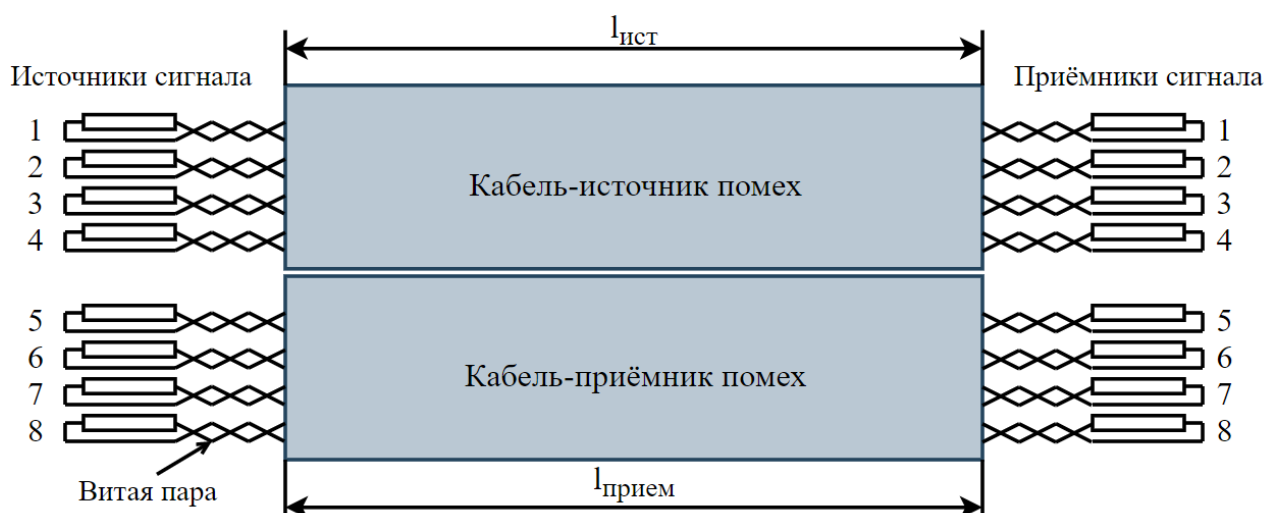 lист
Источники сигнала
Приёмники сигнала
1
1
2
2
3
Кабель-источник помех
3
4
4
5
5
6
6
Кабель-приёмник помех
7
7
8
8
Витая пара
lприем